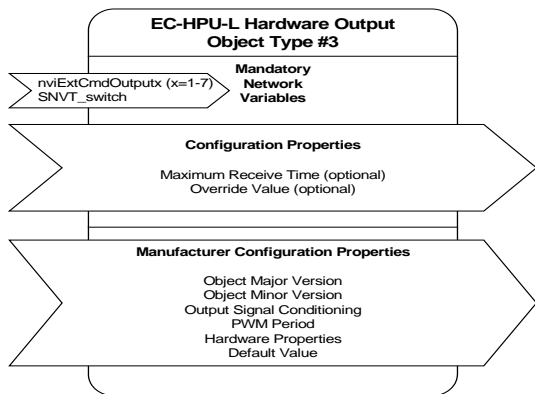 EC-HPU-L Hardware Output
Object Type #3
nviExtCmdOutputx (x=1-7)
SNVT_switch
Mandatory
Network
Variables
Configuration Properties
Maximum Receive Time (optional)
Override Value (optional)
Manufacturer Configuration Properties
Object Major Version
Object Minor Version
Output Signal Conditioning
PWM Period
Hardware Properties
Default Value